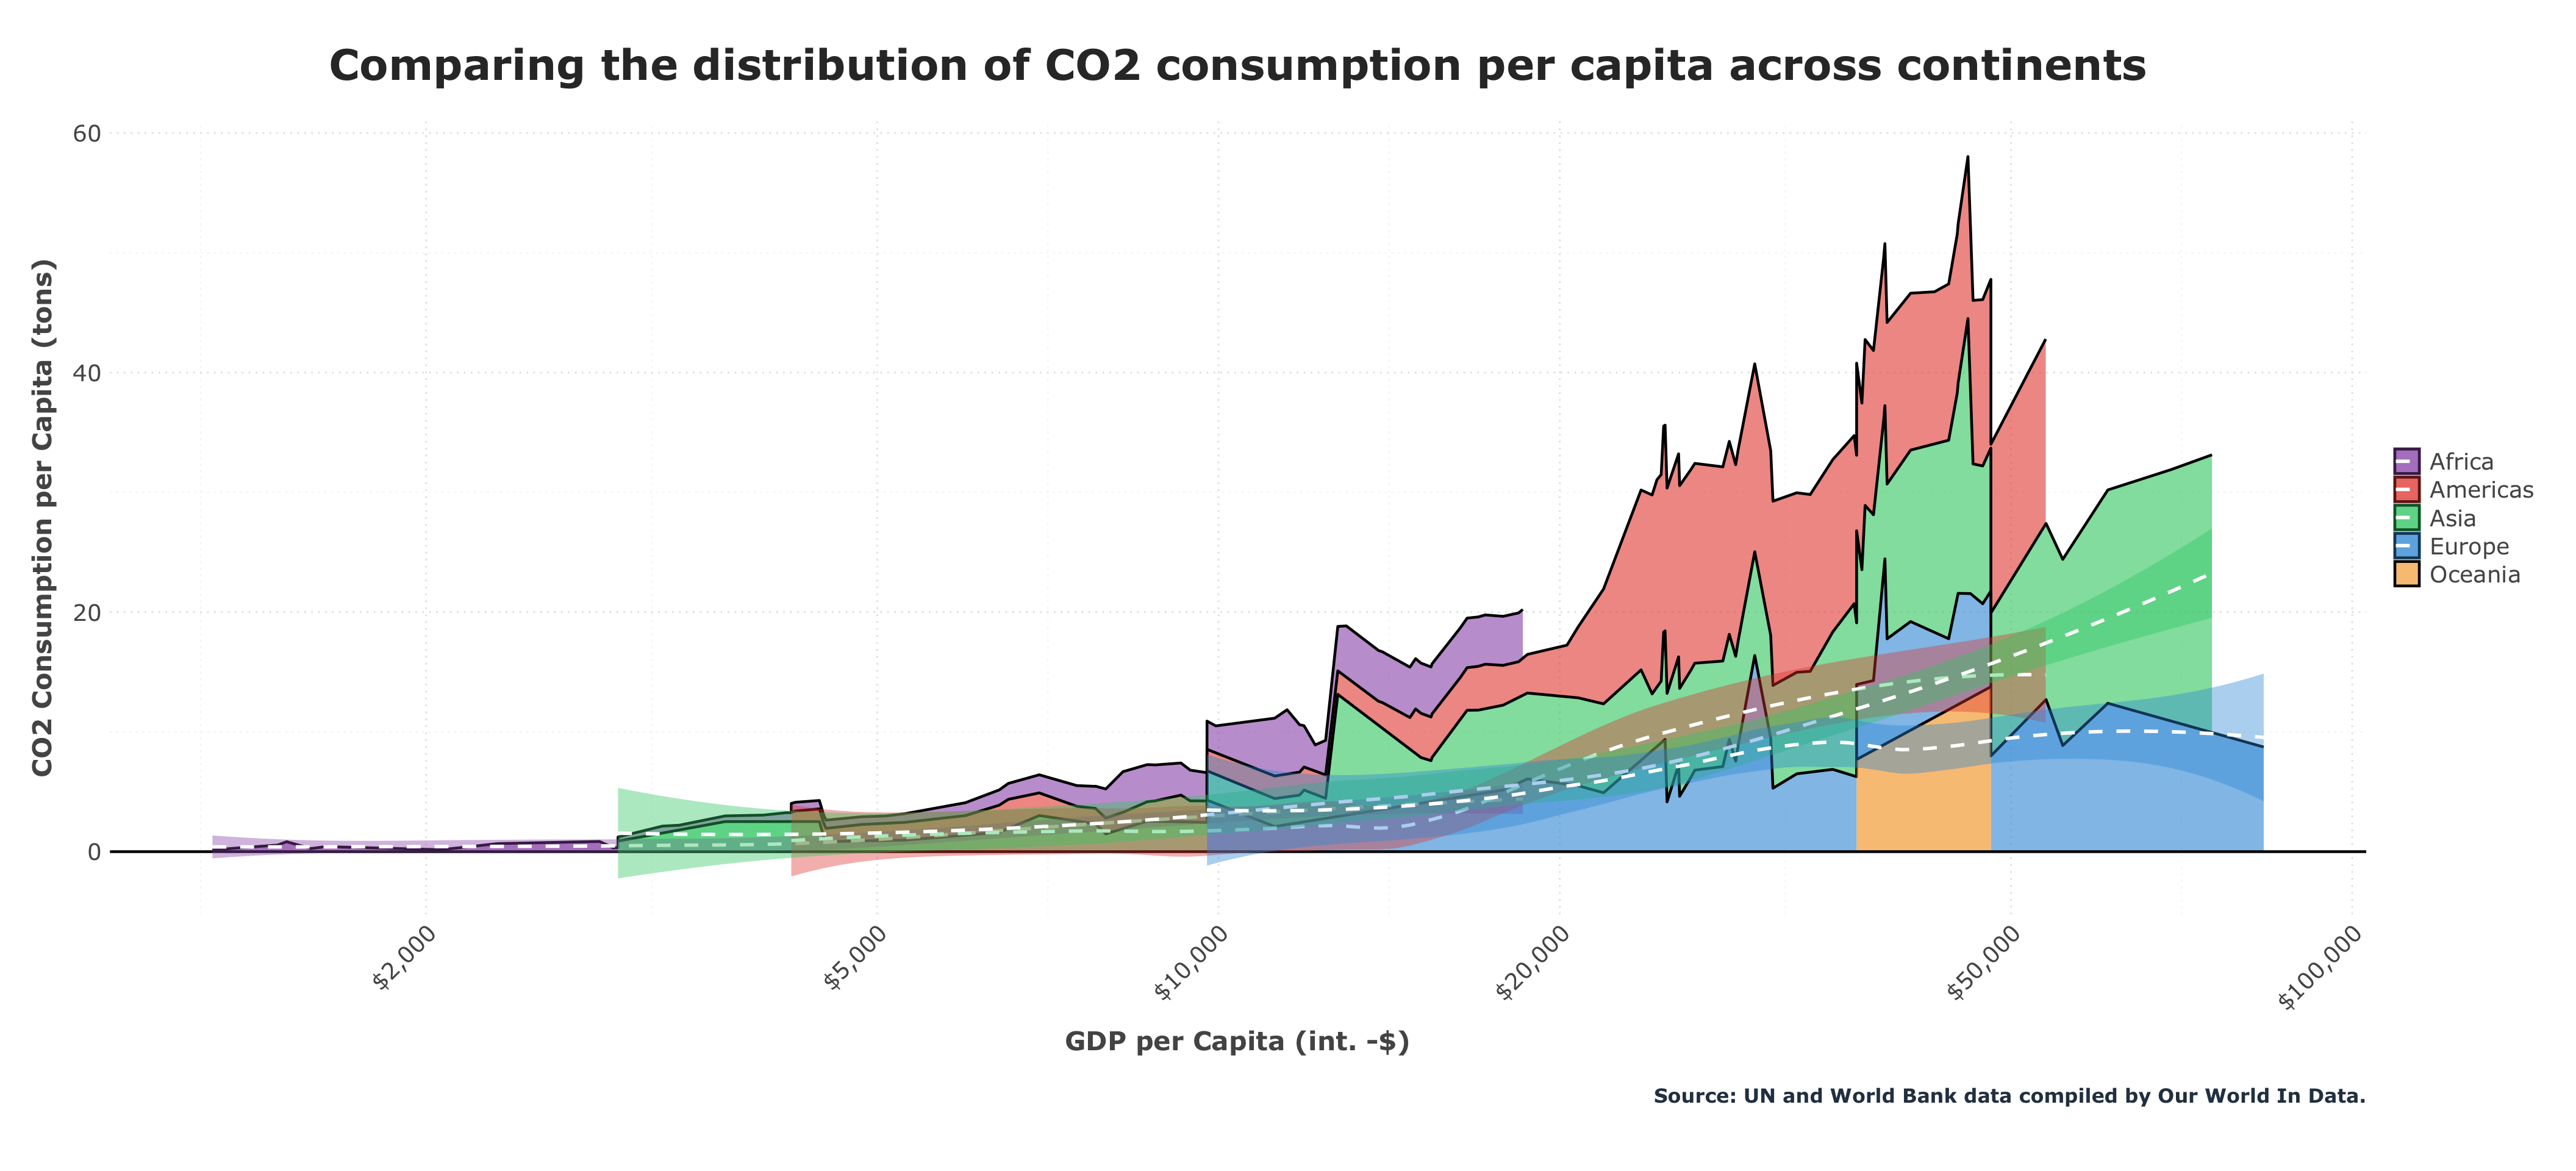 Comparing the distribution of CO2 consumption per capita across continents
CO2 Consumption per Capita (tons)
60
40
20
0
Africa
Americas
Asia
Europe
Oceania
$2,000
$5,000
$10,000
$20,000
$50,000
$100,000
GDP per Capita (int. -$)
Source: UN and World Bank data compiled by Our World In Data.